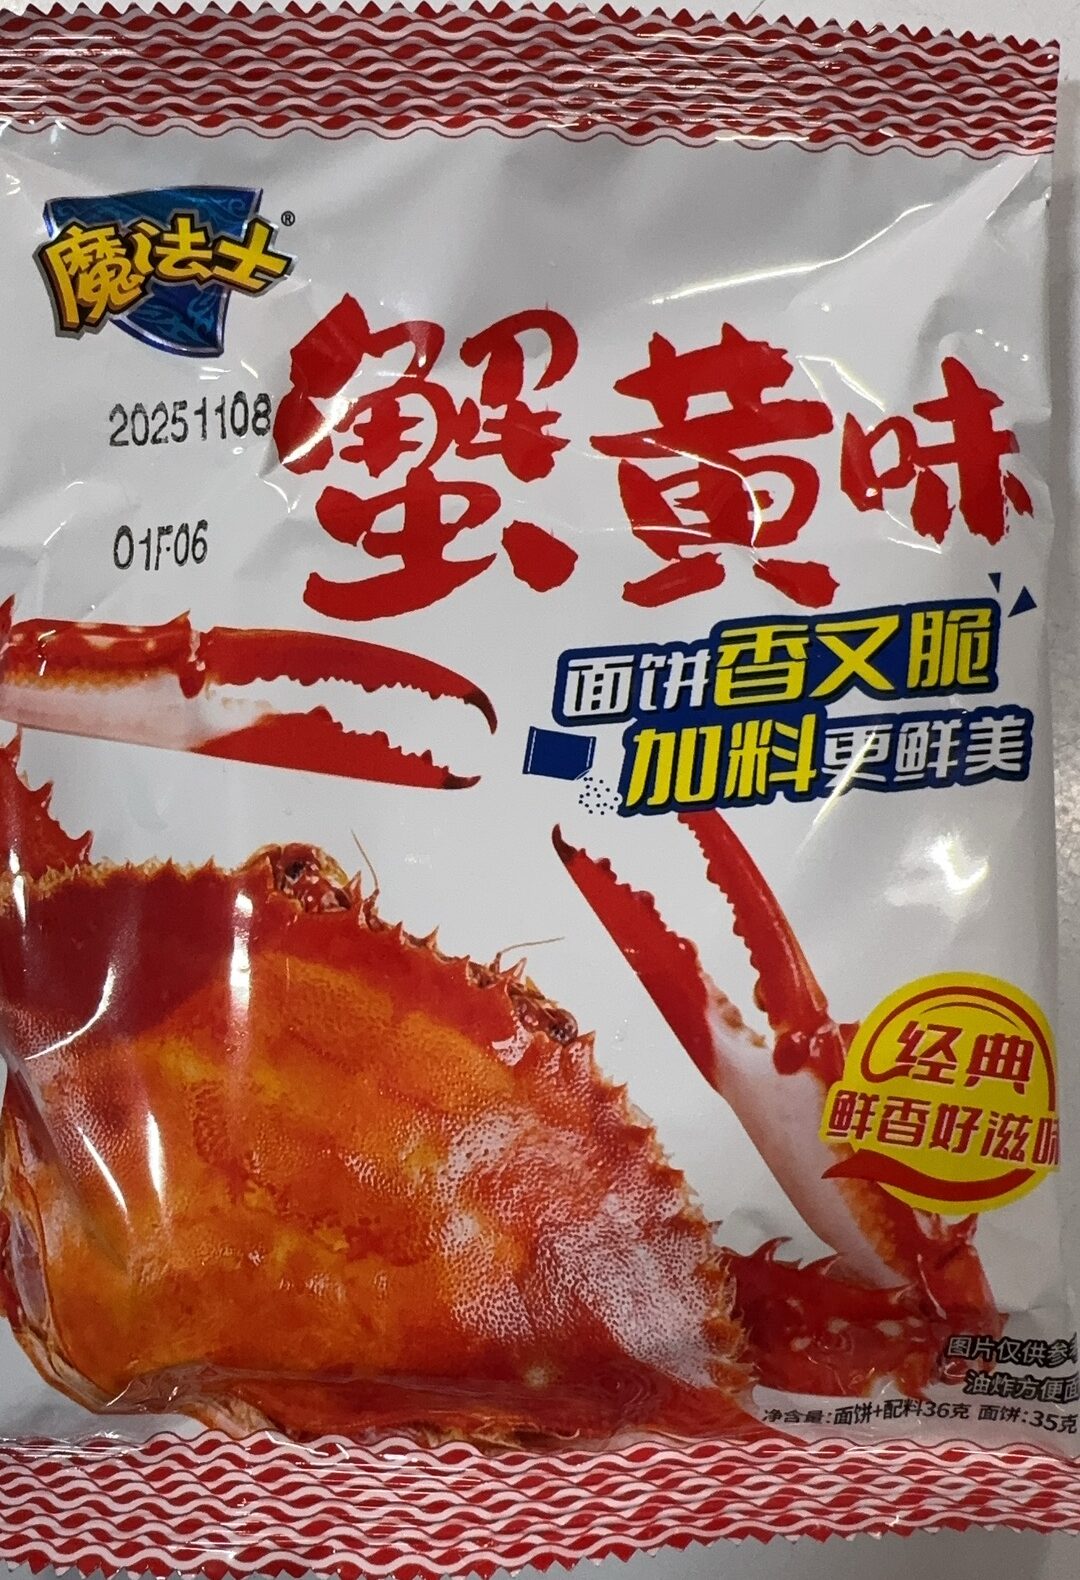 魔法士®
蟹黄味
20251108
01F06
面饼香又脆
加料更鲜美
经典
鲜香好滋味
图片仅供参考
油炸方便面
净含量:面饼+配料36克 面饼:35克